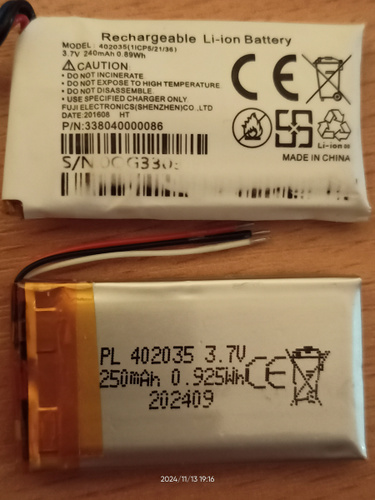 Rechargeable Li-ion Battery
MODEL: 402035(1ICP5/21/36)
3.7V 240mAh 0.89Wh
CAUTION
• DO NOT INCINERATE.
• DO NOT EXPOSE TO HIGH TEMPERATURE
• DO NOT DISASSEMBLE.
• USE SPECIFIED CHARGER ONLY.
FUJI ELECTRONICS(SHENZHEN)CO.,LTD
DATE:201608 HT
P/N:338040000086
CE
Li-ion
S/N
MADE IN CHINA
PL 402035 3.7V
250mAh 0.925Wh CE
202409
2024/11/13 19:16